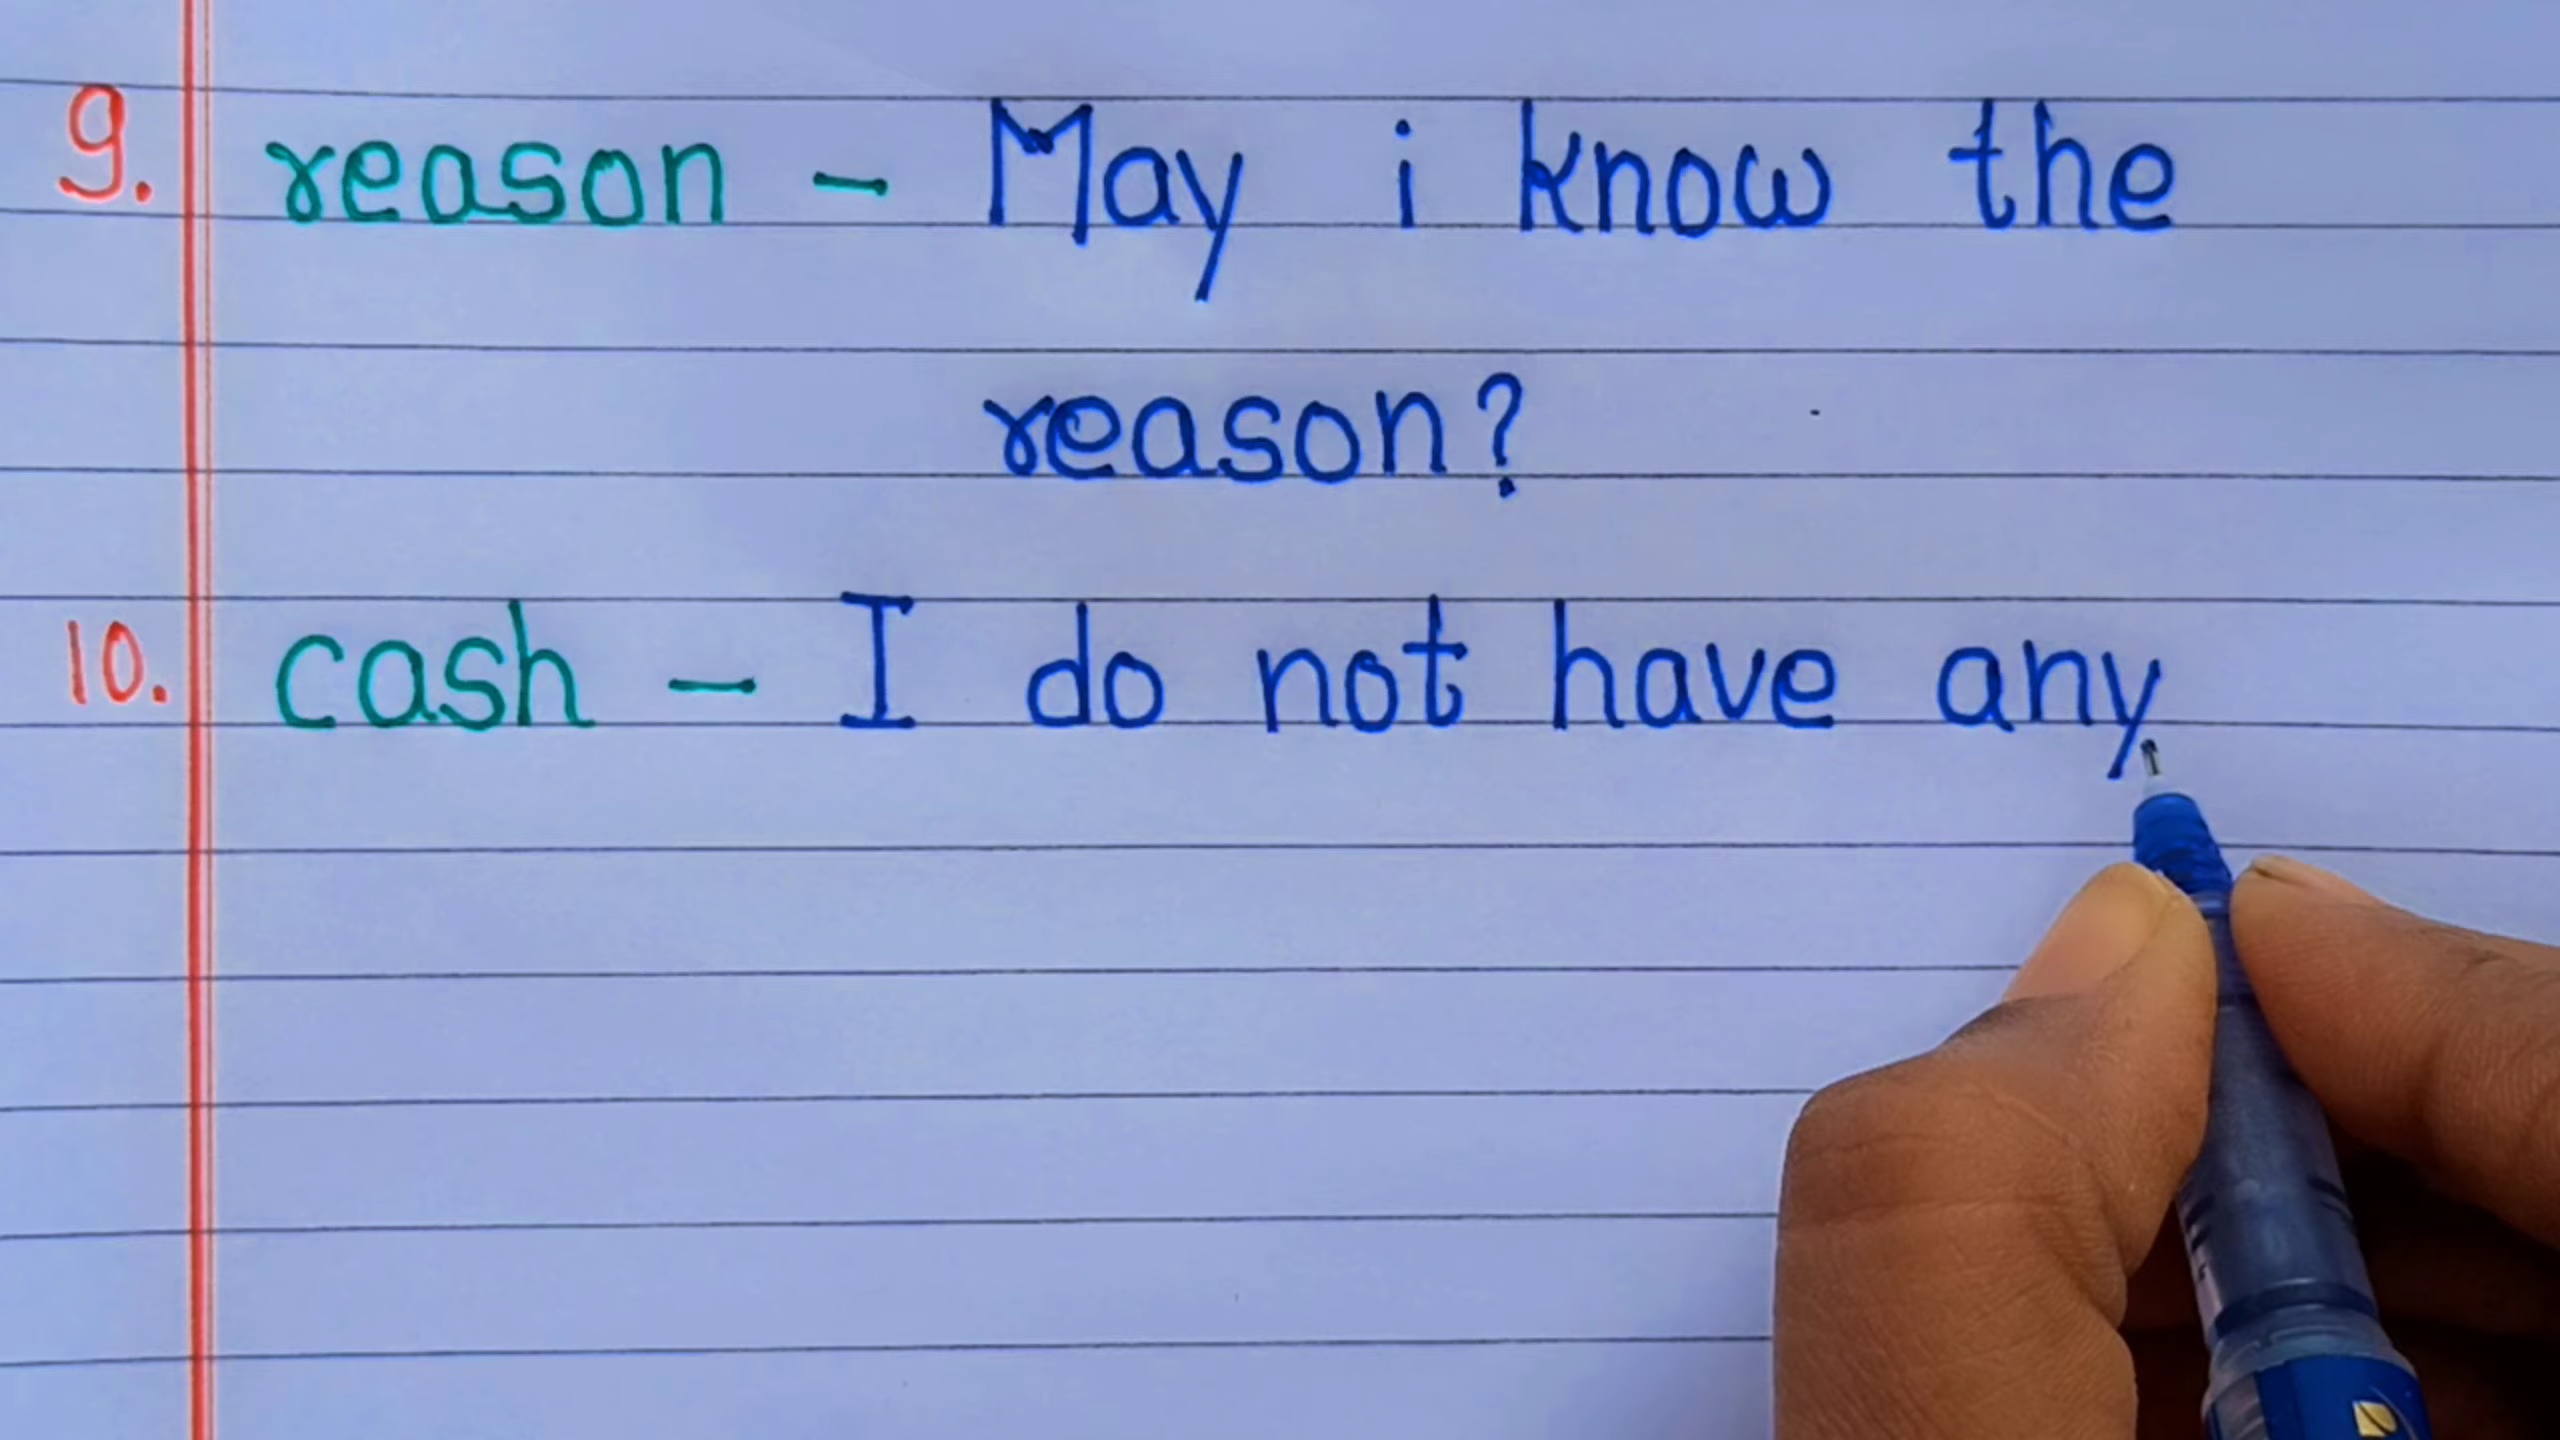 9. reason - May i know the
reason?
10. cash - I do not have any